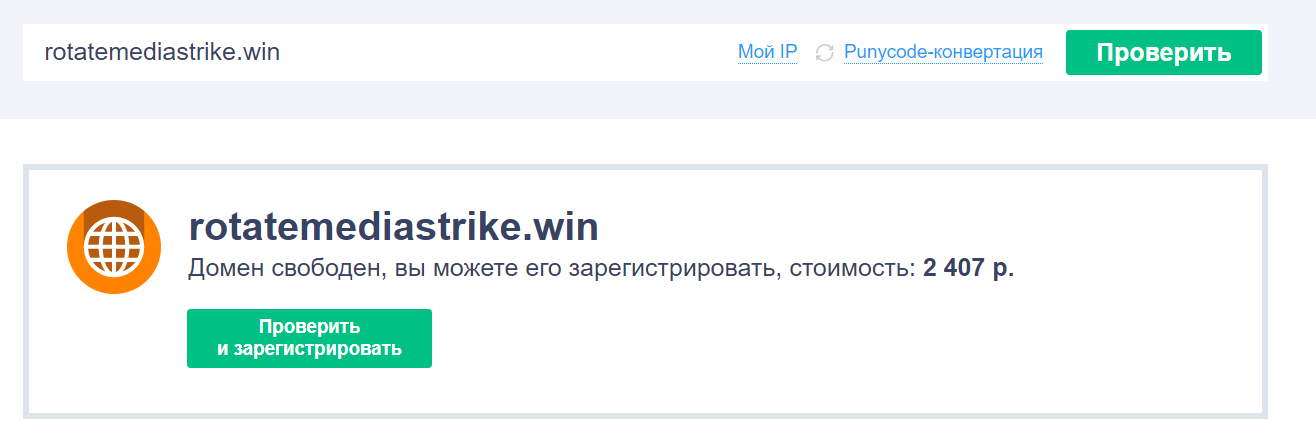 rotatemediastrike.win Мой IP Punycode-конвертация Проверить
rotatemediastrike.win
Домен свободен, вы можете его зарегистрировать, стоимость: 2 407 р.
Проверить
и зарегистрировать